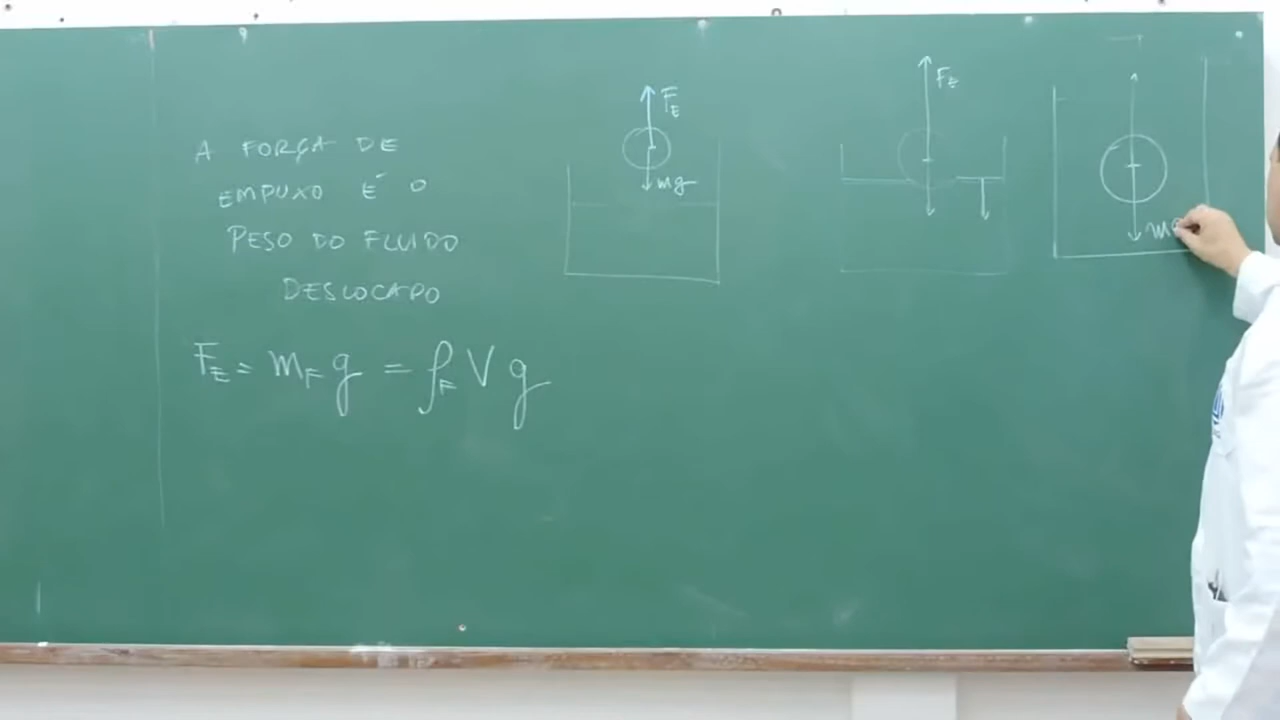 A FORÇA DE
EMPUXO É O
PESO DO FLUIDO
DESLOCADO
F_E = m_F g = ρ_F V g
F_E
mg
F_E
mg